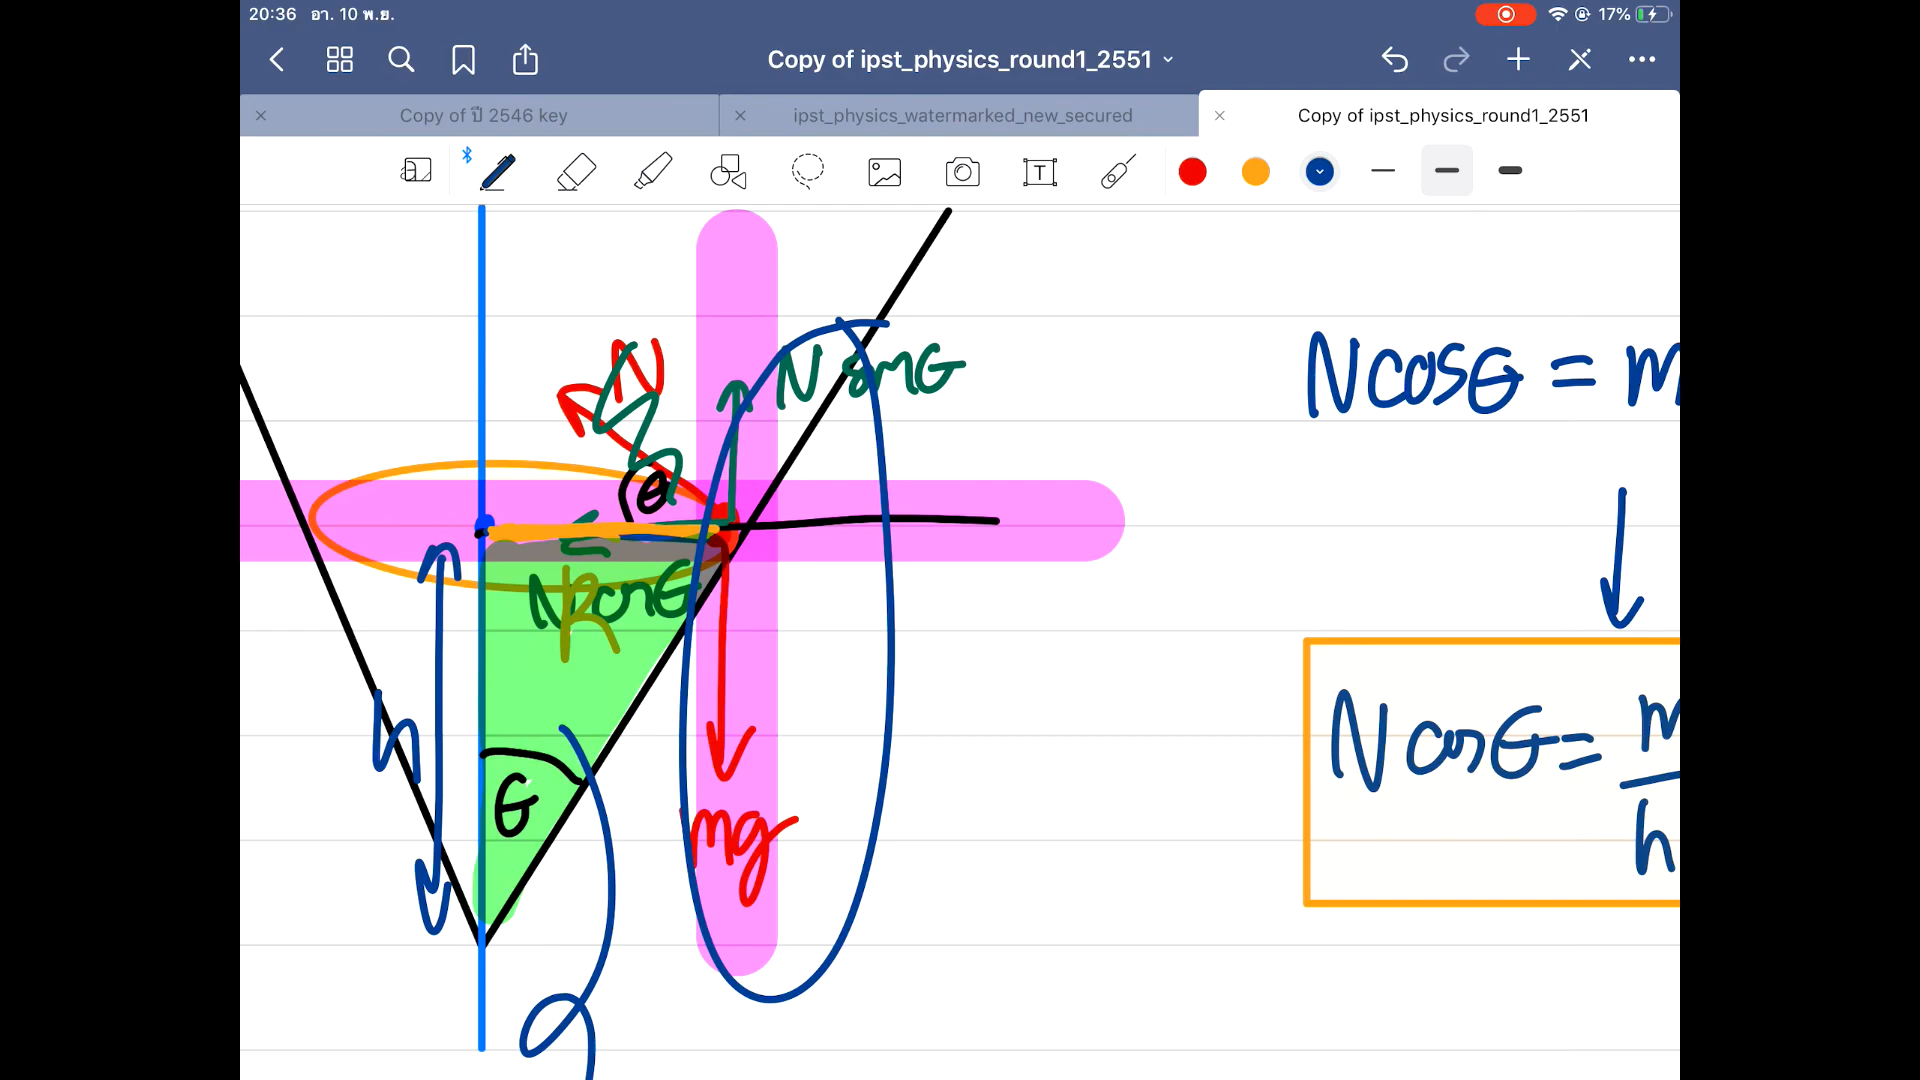 20:36 อา. 10 พ.ย.
17%
Copy of ipst_physics_round1_2551
Copy of ปี 2546 key
ipst_physics_watermarked_new_secured
Copy of ipst_physics_round1_2551
T
N
N sinθ
Ncosθ = m
θ
N cosθ
R
h
θ
mg
N cosθ = m
h